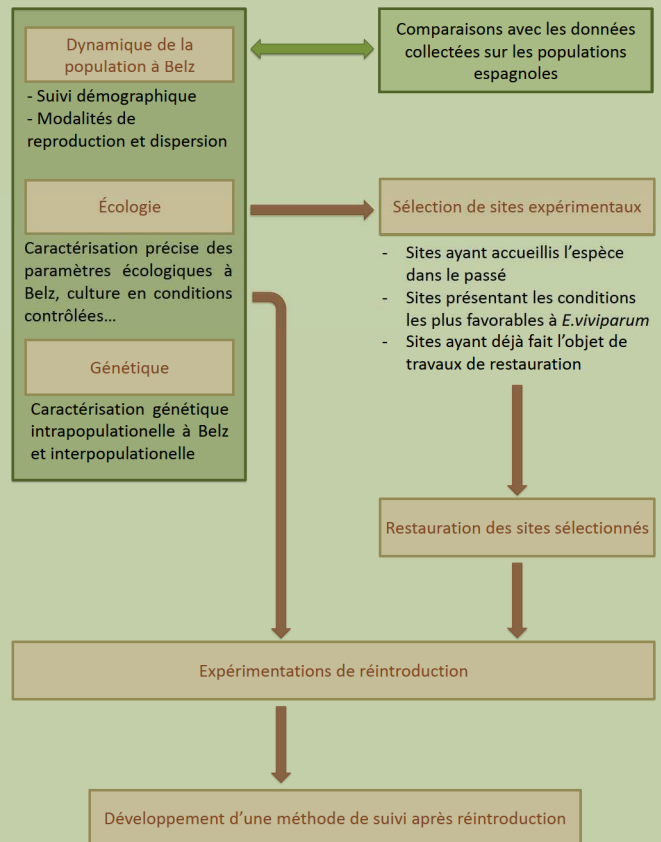 Dynamique de la
population à Belz
- Suivi démographique
- Modalités de
reproduction et dispersion
Écologie
Caractérisation précise des
paramètres écologiques à
Belz, culture en conditions
contrôlées...
Génétique
Caractérisation génétique
intrapopulationelle à Belz
et interpopulationelle
Comparaisons avec les données
collectées sur les populations
espagnoles
Sélection de sites expérimentaux
- Sites ayant accueillis l'espèce
dans le passé
- Sites présentant les conditions
les plus favorables à E.viviparum
- Sites ayant déjà fait l'objet de
travaux de restauration
Restauration des sites sélectionnés
Expérimentations de réintroduction
Développement d'une méthode de suivi après réintroduction